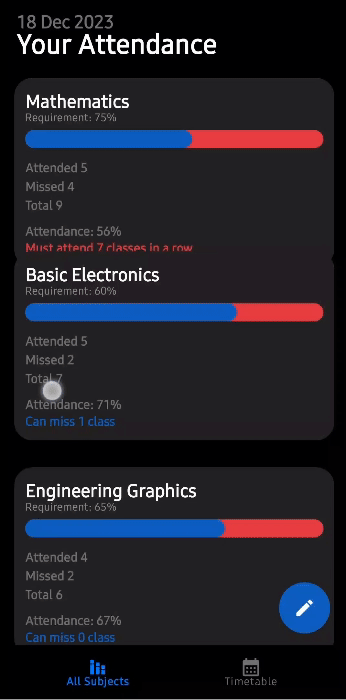 18 Dec 2023
Your Attendance
Mathematics
Requirement: 75%
Attended 5
Missed 4
Total 9
Attendance: 56%
Must attend 7 classes in a row
Basic Electronics
Requirement: 60%
Attended 5
Missed 2
Total 7
Attendance: 71%
Can miss 1 class
Engineering Graphics
Requirement: 65%
Attended 4
Missed 2
Total 6
Attendance: 67%
Can miss 0 class
All Subjects
Timetable